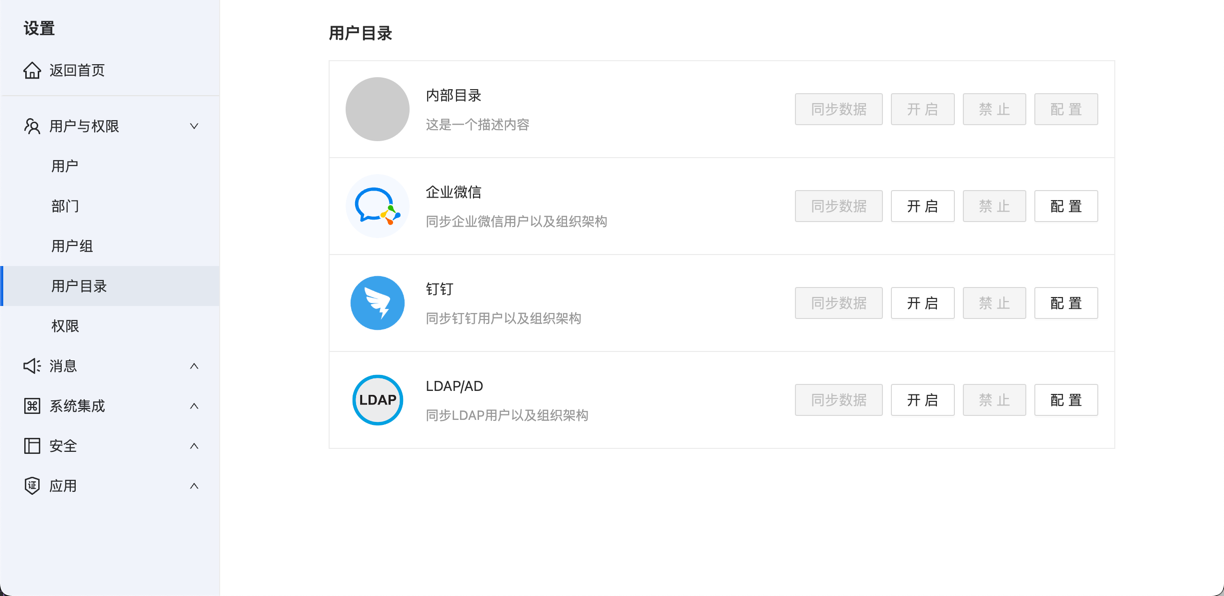 设置
返回首页
用户与权限
用户
部门
用户组
用户目录
权限
消息
系统集成
安全
应用
用户目录
内部目录
这是一个描述内容
同步数据 开启 禁止 配置
企业微信
同步企业微信用户以及组织架构
同步数据 开启 禁止 配置
钉钉
同步钉钉用户以及组织架构
同步数据 开启 禁止 配置
LDAP
LDAP/AD
同步LDAP用户以及组织架构
同步数据 开启 禁止 配置